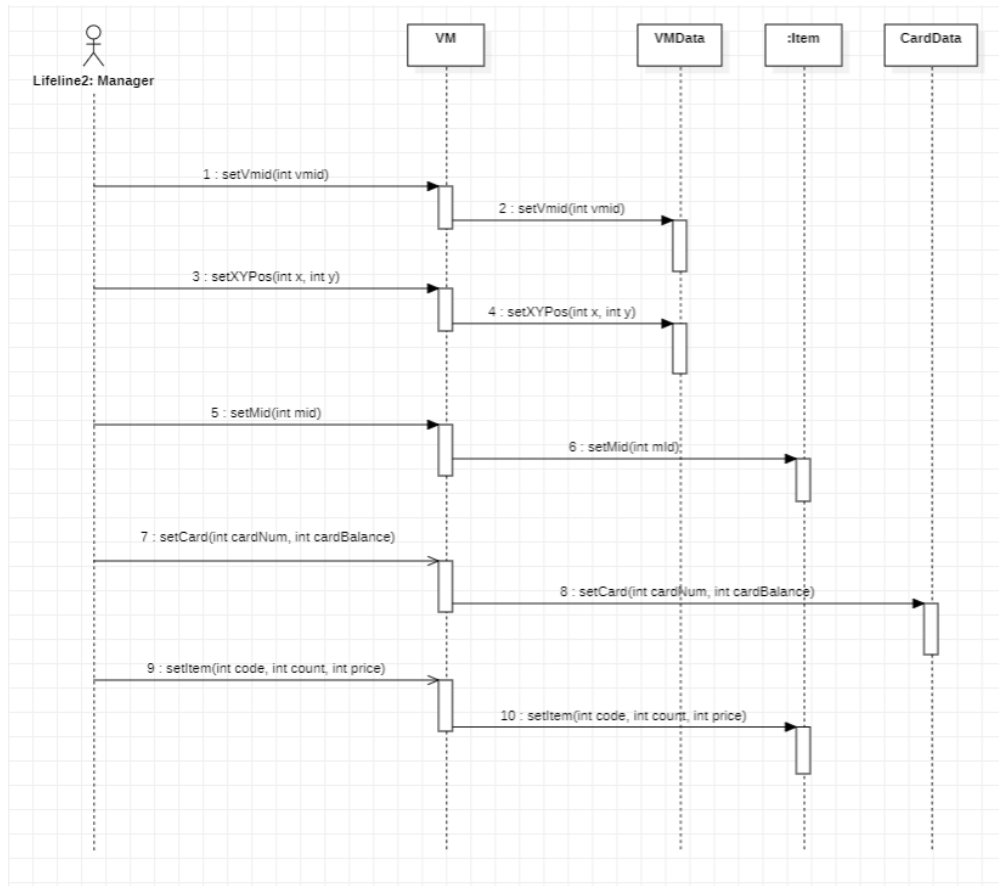 VM
VMData
:Item
CardData
Lifeline2: Manager
1 : setVmid(int vmid)
2 : setVmid(int vmid)
3 : setXYPos(int x, int y)
4 : setXYPos(int x, int y)
5 : setMid(int mid)
6 : setMid(int mid);
7 : setCard(int cardNum, int cardBalance)
8 : setCard(int cardNum, int cardBalance)
9 : setItem(int code, int count, int price)
10 : setItem(int code, int count, int price)